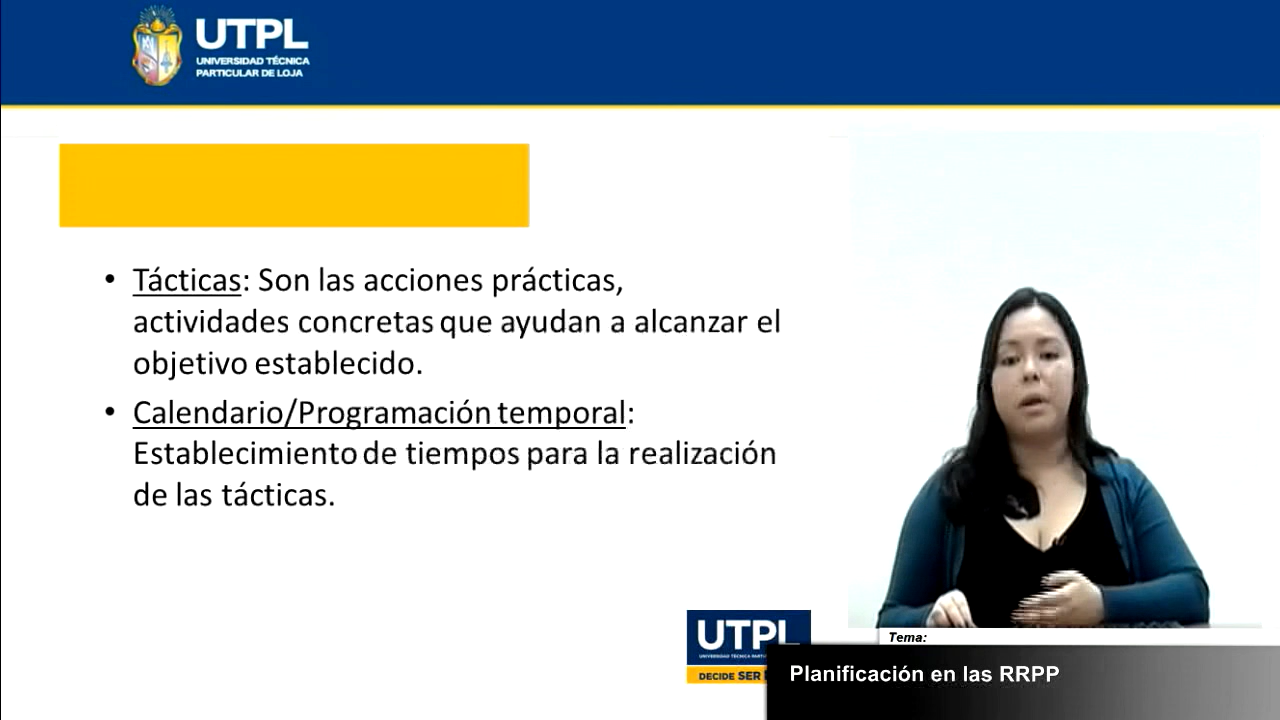 UTPL
UNIVERSIDAD TÉCNICA
PARTICULAR DE LOJA
• Tácticas: Son las acciones prácticas,
actividades concretas que ayudan a alcanzar el
objetivo establecido.
• Calendario/Programación temporal:
Establecimiento de tiempos para la realización
de las tácticas.
UTPL
UNIVERSIDAD TÉCNICA
DECIDE SER
Tema:
Planificación en las RRPP